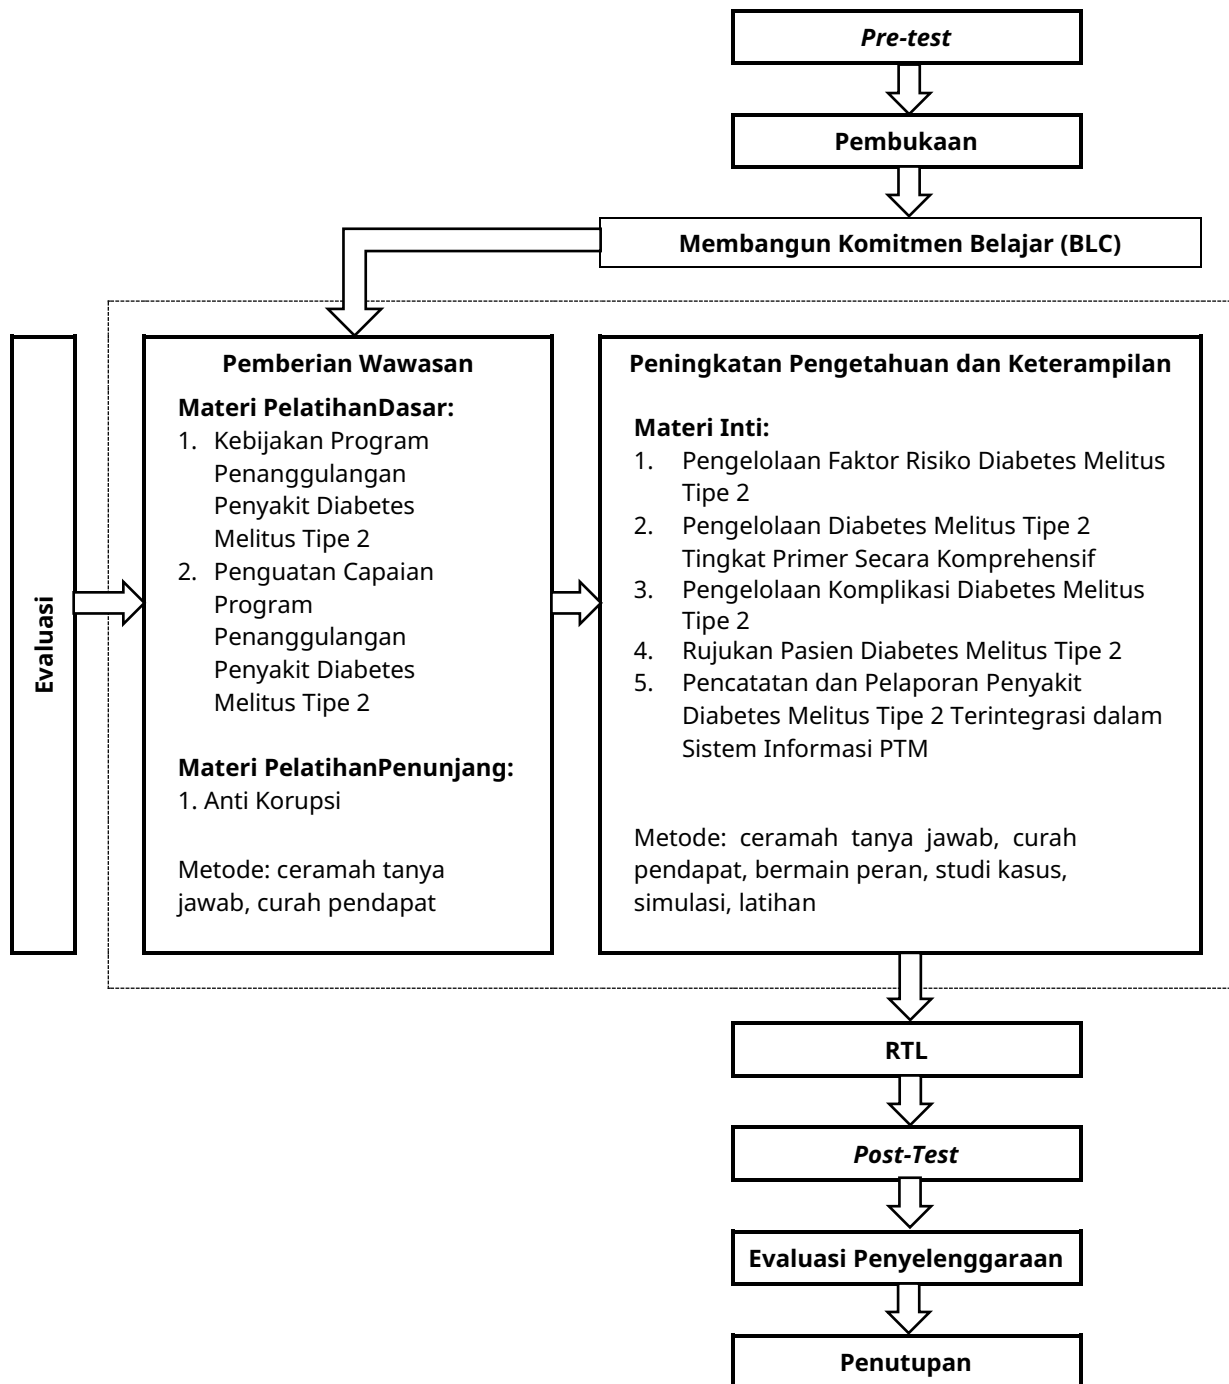 Pre-test
Pembukaan
Membangun Komitmen Belajar (BLC)
Evaluasi
Pemberian Wawasan
Materi PelatihanDasar:
1. Kebijakan Program
Penanggulangan
Penyakit Diabetes
Melitus Tipe 2
2. Penguatan Capaian
Program
Penanggulangan
Penyakit Diabetes
Melitus Tipe 2
Materi PelatihanPenunjang:
1. Anti Korupsi
Metode: ceramah tanya
jawab, curah pendapat
Peningkatan Pengetahuan dan Keterampilan
Materi Inti:
1. Pengelolaan Faktor Risiko Diabetes Melitus
Tipe 2
2. Pengelolaan Diabetes Melitus Tipe 2
Tingkat Primer Secara Komprehensif
3. Pengelolaan Komplikasi Diabetes Melitus
Tipe 2
4. Rujukan Pasien Diabetes Melitus Tipe 2
5. Pencatatan dan Pelaporan Penyakit
Diabetes Melitus Tipe 2 Terintegrasi dalam
Sistem Informasi PTM
Metode: ceramah tanya jawab, curah
pendapat, bermain peran, studi kasus,
simulasi, latihan
RTL
Post-Test
Evaluasi Penyelenggaraan
Penutupan